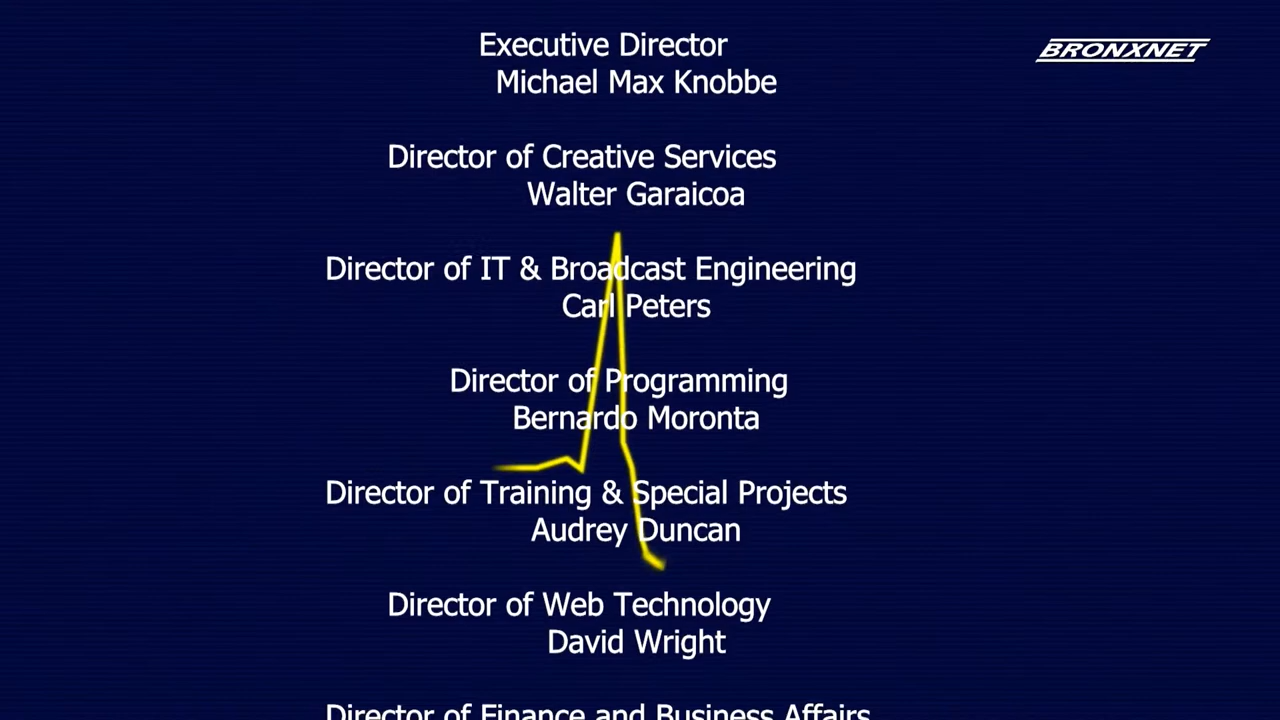 Executive Director
BRONXNET
Michael Max Knobbe
Director of Creative Services
Walter Garaicoa
Director of IT & Broadcast Engineering
Carl Peters
Director of Programming
Bernardo Moronta
Director of Training & Special Projects
Audrey Duncan
Director of Web Technology
David Wright
Director of Finance and Business Affairs